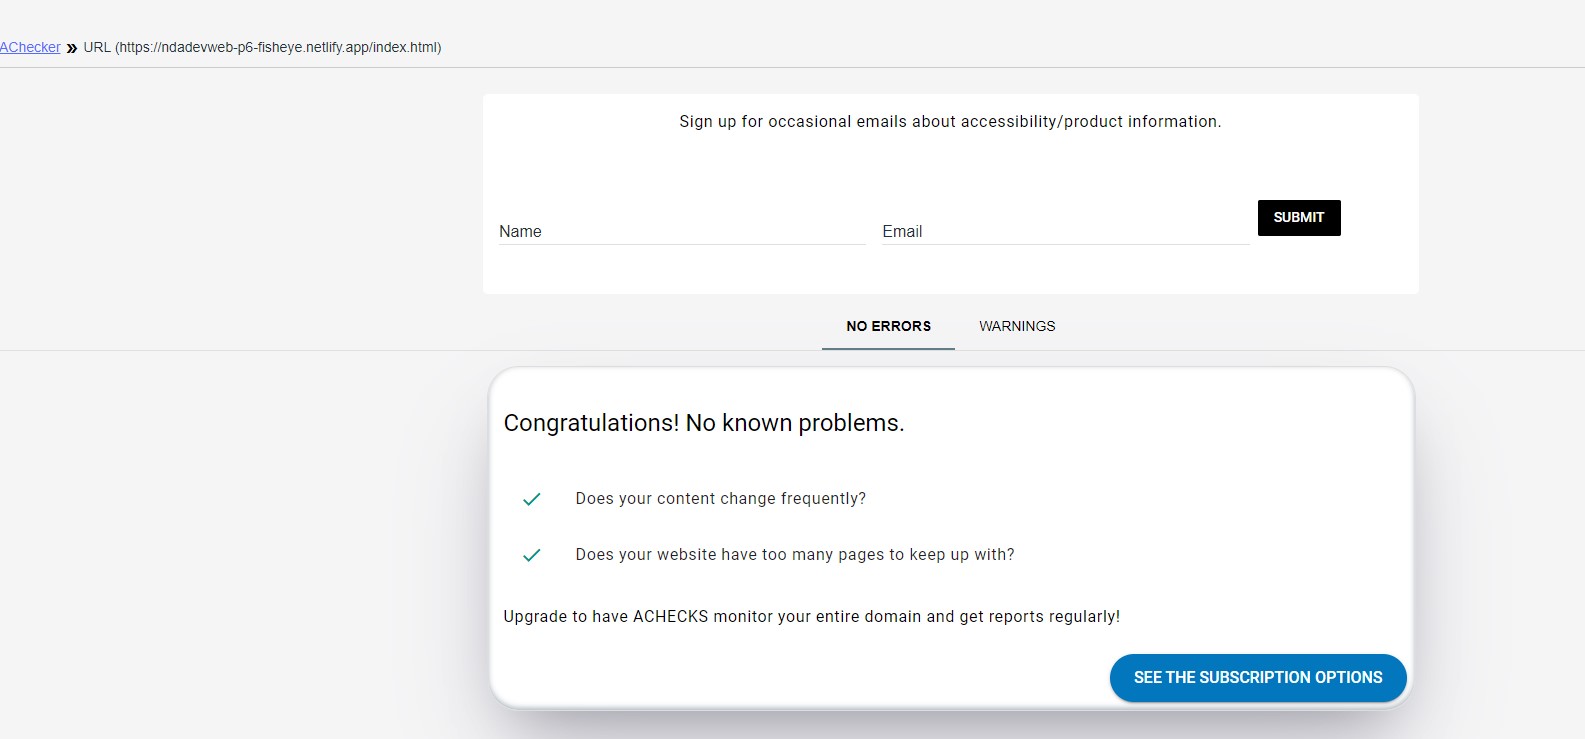 AChecker » URL (https://ndadevweb-p6-fisheye.netlify.app/index.html)
Sign up for occasional emails about accessibility/product information.
Name Email SUBMIT
NO ERRORS WARNINGS
Congratulations! No known problems.
Does your content change frequently?
Does your website have too many pages to keep up with?
Upgrade to have ACHECKS monitor your entire domain and get reports regularly!
SEE THE SUBSCRIPTION OPTIONS